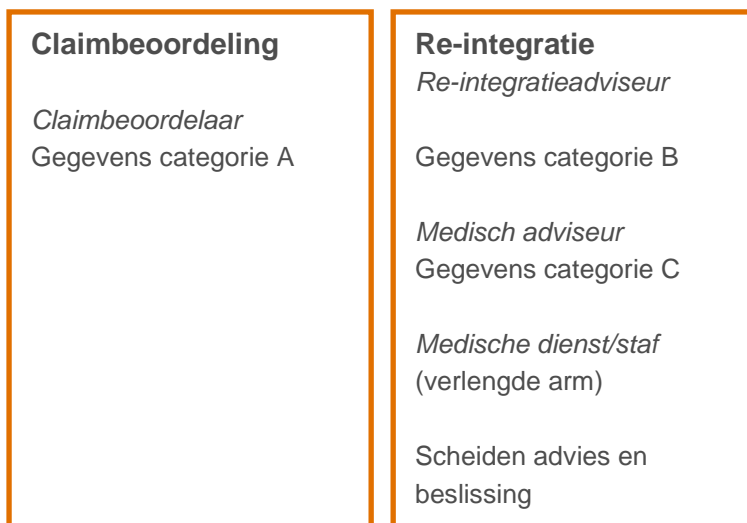 Claimbeoordeling
Claimbeoordelaar
Gegevens categorie A
Re-integratie
Re-integratieadviseur
Gegevens categorie B
Medisch adviseur
Gegevens categorie C
Medische dienst/staf
(verlengde arm)
Scheiden advies en
beslissing